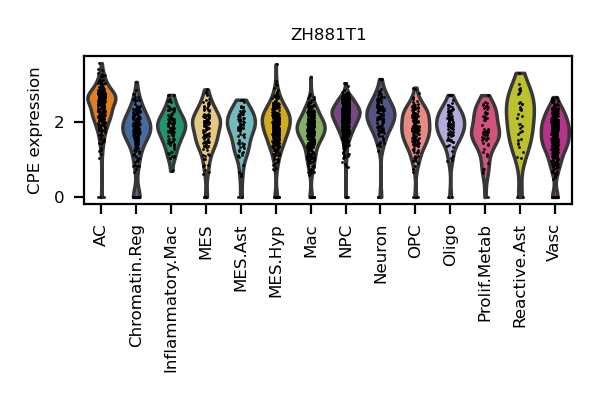 ZH881T1
CPE expression
2
0
AC
Chromatin.Reg
Inflammatory.Mac
MES
MES.Ast
MES.Hyp
Mac
NPC
Neuron
OPC
Oligo
Prolif.Metab
Reactive.Ast
Vasc